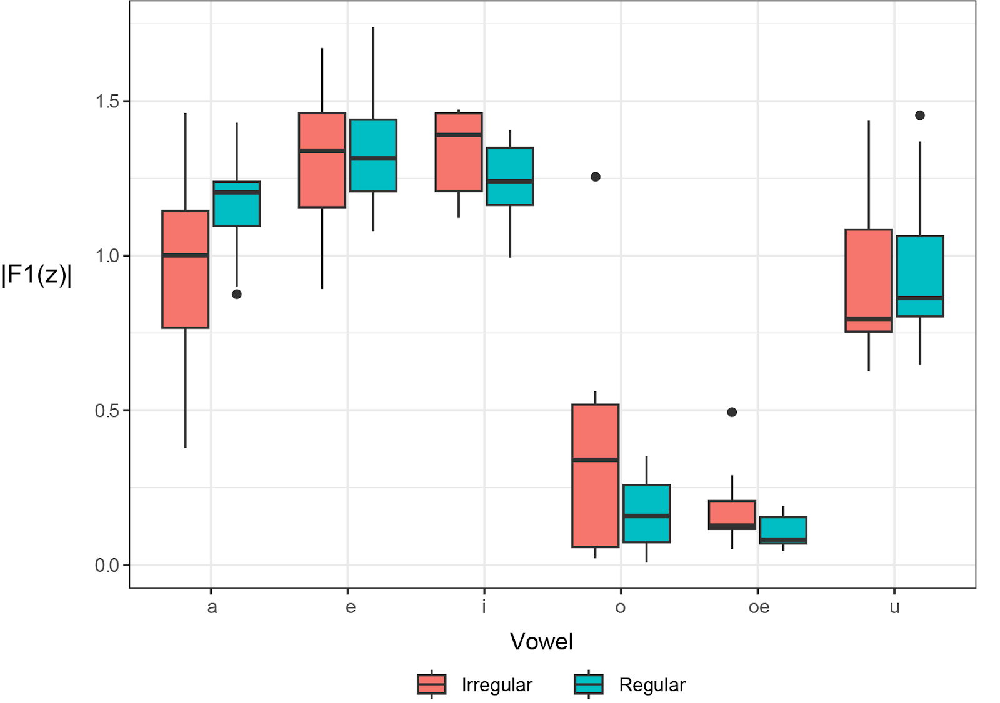 1.5
1.0
|F1(z)|
0.5
0.0
a e i o oe u
Vowel
Irregular Regular